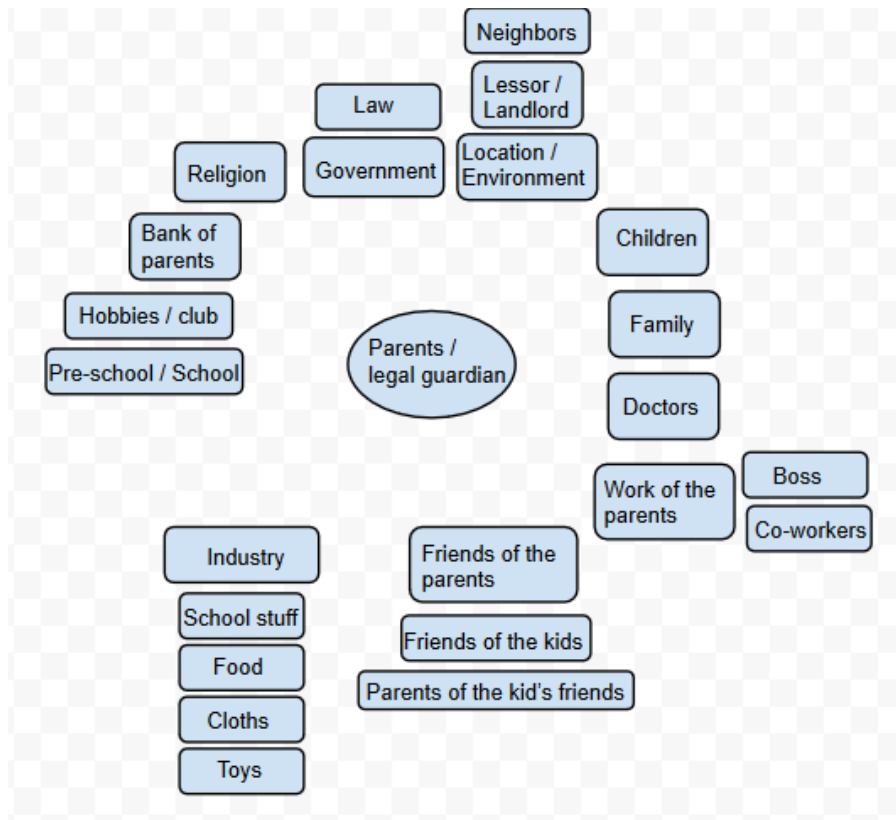 Neighbors
Lessor /
Landlord
Law
Location /
Environment
Government
Religion
Bank of
parents
Children
Hobbies / club
Family
Parents /
legal guardian
Pre-school / School
Doctors
Work of the
parents
Boss
Co-workers
Industry
Friends of the
parents
School stuff
Friends of the kids
Food
Parents of the kid's friends
Cloths
Toys